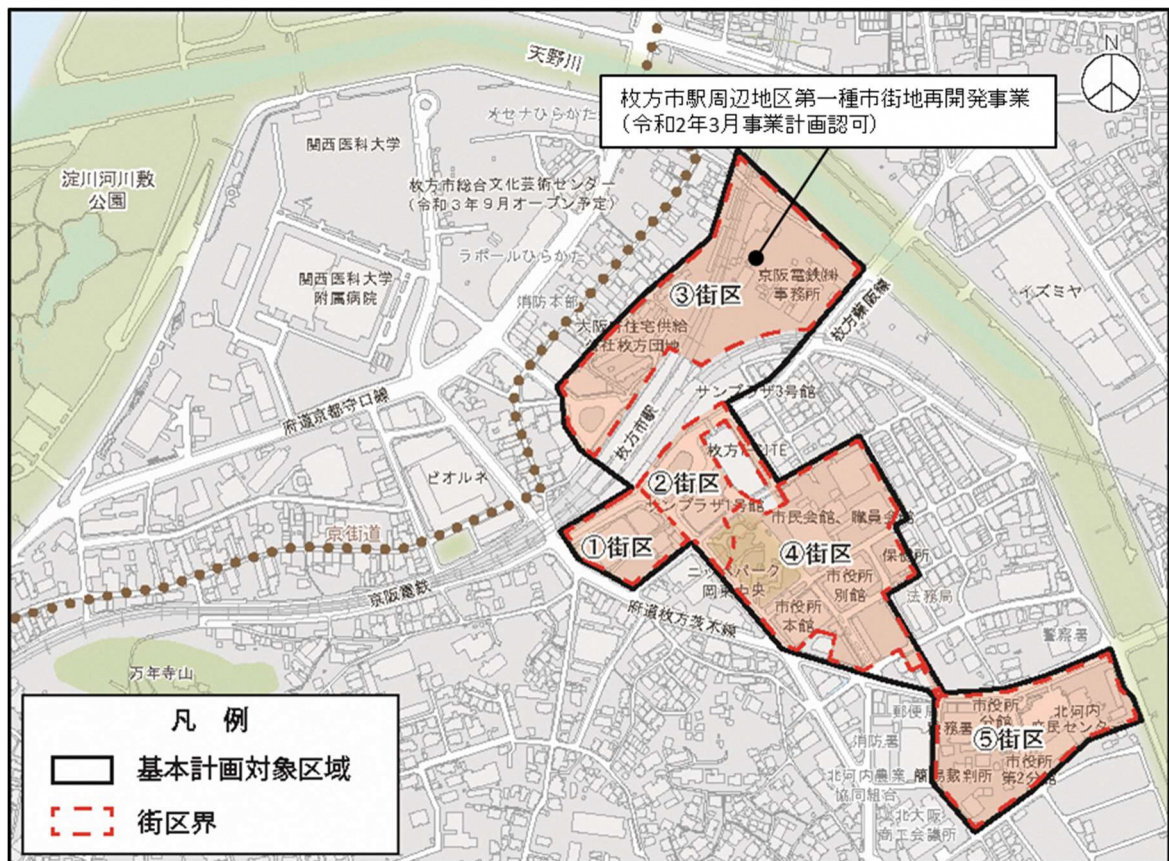 天野川
N
枚方市駅周辺地区第一種市街地再開発事業
（令和2年3月事業計画認可）
メセナひらかた
関西医科大学
淀川河川敷
公園
枚方市総合文化芸術センター
（令和3年9月オープン予定）
ラポールひらかた
関西医科大学
附属病院
京阪電鉄㈱
事務所
イズミヤ
③街区
消防本部
枚方団地
枚方市駅
サンプラザ3号館
府道京都守口線
ビオルネ
②街区
サンプラザ1号館
市民会館、職員会館
京街道
①街区
④街区
保健所
ニッペパーク
岡東中央
市役所
別館
法務局
京阪電鉄
市役所
本館
府道枚方茨木線
警察署
万年寺山
市役所
分館
北河内
府民センター
郵便局
税務署
消防署
⑤街区
市役所
第2分館
簡易裁判所
北河内農業
協同組合
北大阪
商工会議所
凡 例
基本計画対象区域
街区界